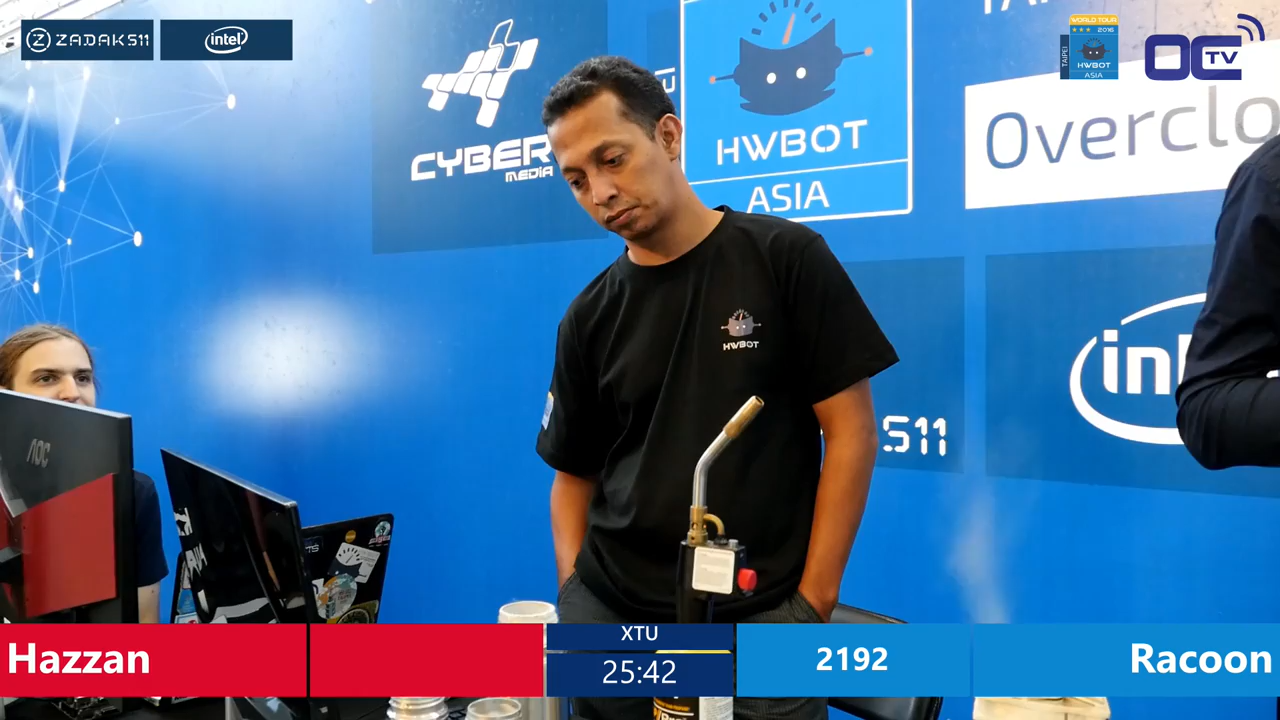 ZADAK511
intel
WORLD TOUR
2016
TAIPEI
HWBOT
ASIA
OC
TV
CYBER
MEDIA
HWBOT
ASIA
Overclo
HWBOT
AOC
511
Hazzan
XTU
25:42
2192
Racoon